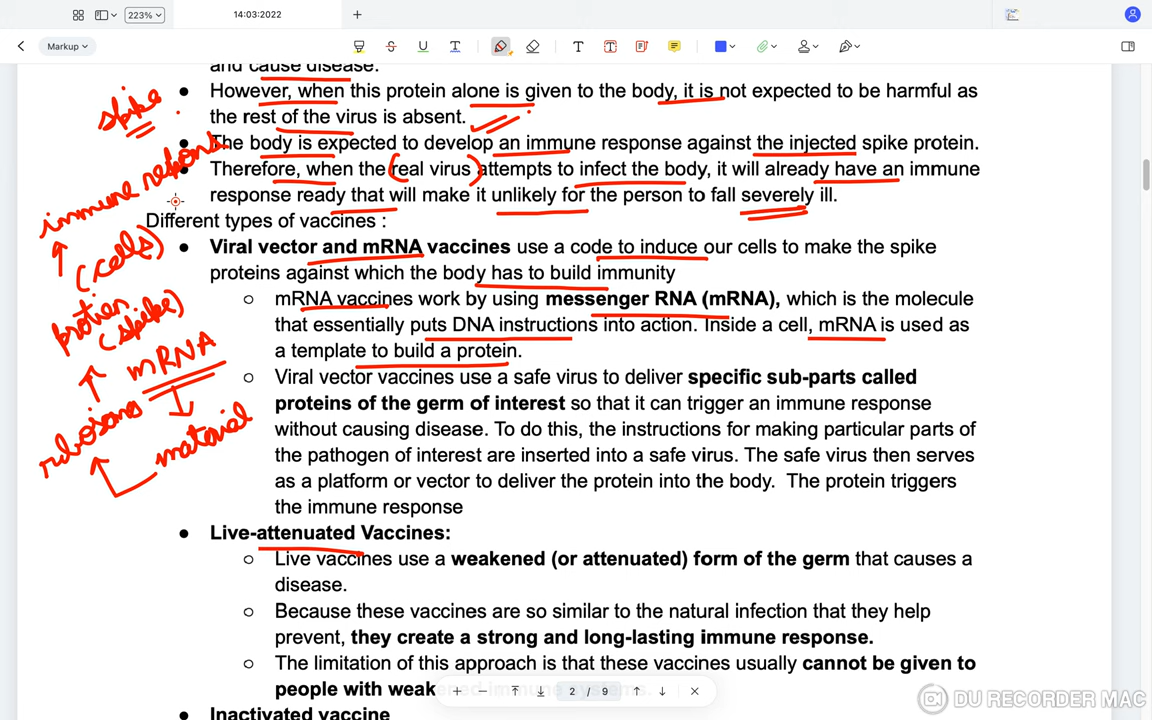 223%
14:03:2022
Markup
and cause disease.
However, when this protein alone is given to the body, it is not expected to be harmful as
the rest of the virus is absent.
The body is expected to develop an immune response against the injected spike protein.
Therefore, when the real virus attempts to infect the body, it will already have an immune
response ready that will make it unlikely for the person to fall severely ill.
Different types of vaccines :
Viral vector and mRNA vaccines use a code to induce our cells to make the spike
proteins against which the body has to build immunity
mRNA vaccines work by using messenger RNA (mRNA), which is the molecule
that essentially puts DNA instructions into action. Inside a cell, mRNA is used as
a template to build a protein.
Viral vector vaccines use a safe virus to deliver specific sub-parts called
proteins of the germ of interest so that it can trigger an immune response
without causing disease. To do this, the instructions for making particular parts of
the pathogen of interest are inserted into a safe virus. The safe virus then serves
as a platform or vector to deliver the protein into the body. The protein triggers
the immune response
Live-attenuated Vaccines:
Live vaccines use a weakened (or attenuated) form of the germ that causes a
disease.
Because these vaccines are so similar to the natural infection that they help
prevent, they create a strong and long-lasting immune response.
The limitation of this approach is that these vaccines usually cannot be given to
people with weakened immune systems.
Inactivated vaccine
spike
immune respons
(cells)
protien
(spike)
mRNA
material
2 / 9
DU RECORDER MAC